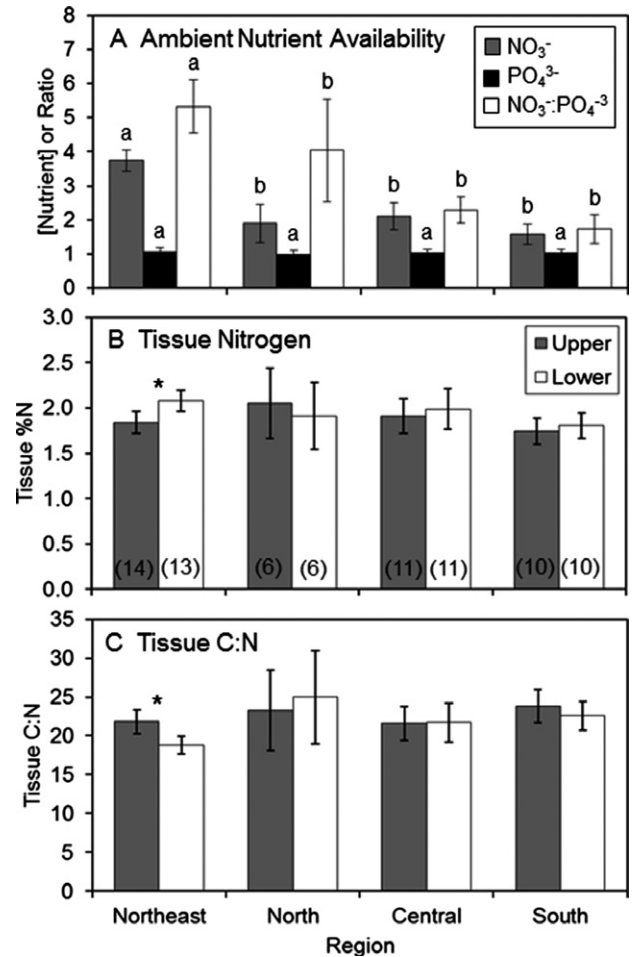 A Ambient Nutrient Availability
NO₃⁻
PO₄³⁻
NO₃⁻:PO₄⁻³
[Nutrient] or Ratio
8
7
6
5
4
3
2
1
0
a a a
b a b
b a b
b a b
B Tissue Nitrogen
Upper
Lower
Tissue %N
3.0
2.5
2.0
1.5
1.0
0.5
0.0
*
(14) (13) (6) (6) (11) (11) (10) (10)
C Tissue C:N
Tissue C:N
35
30
25
20
15
10
5
0
*
Northeast North Central South
Region